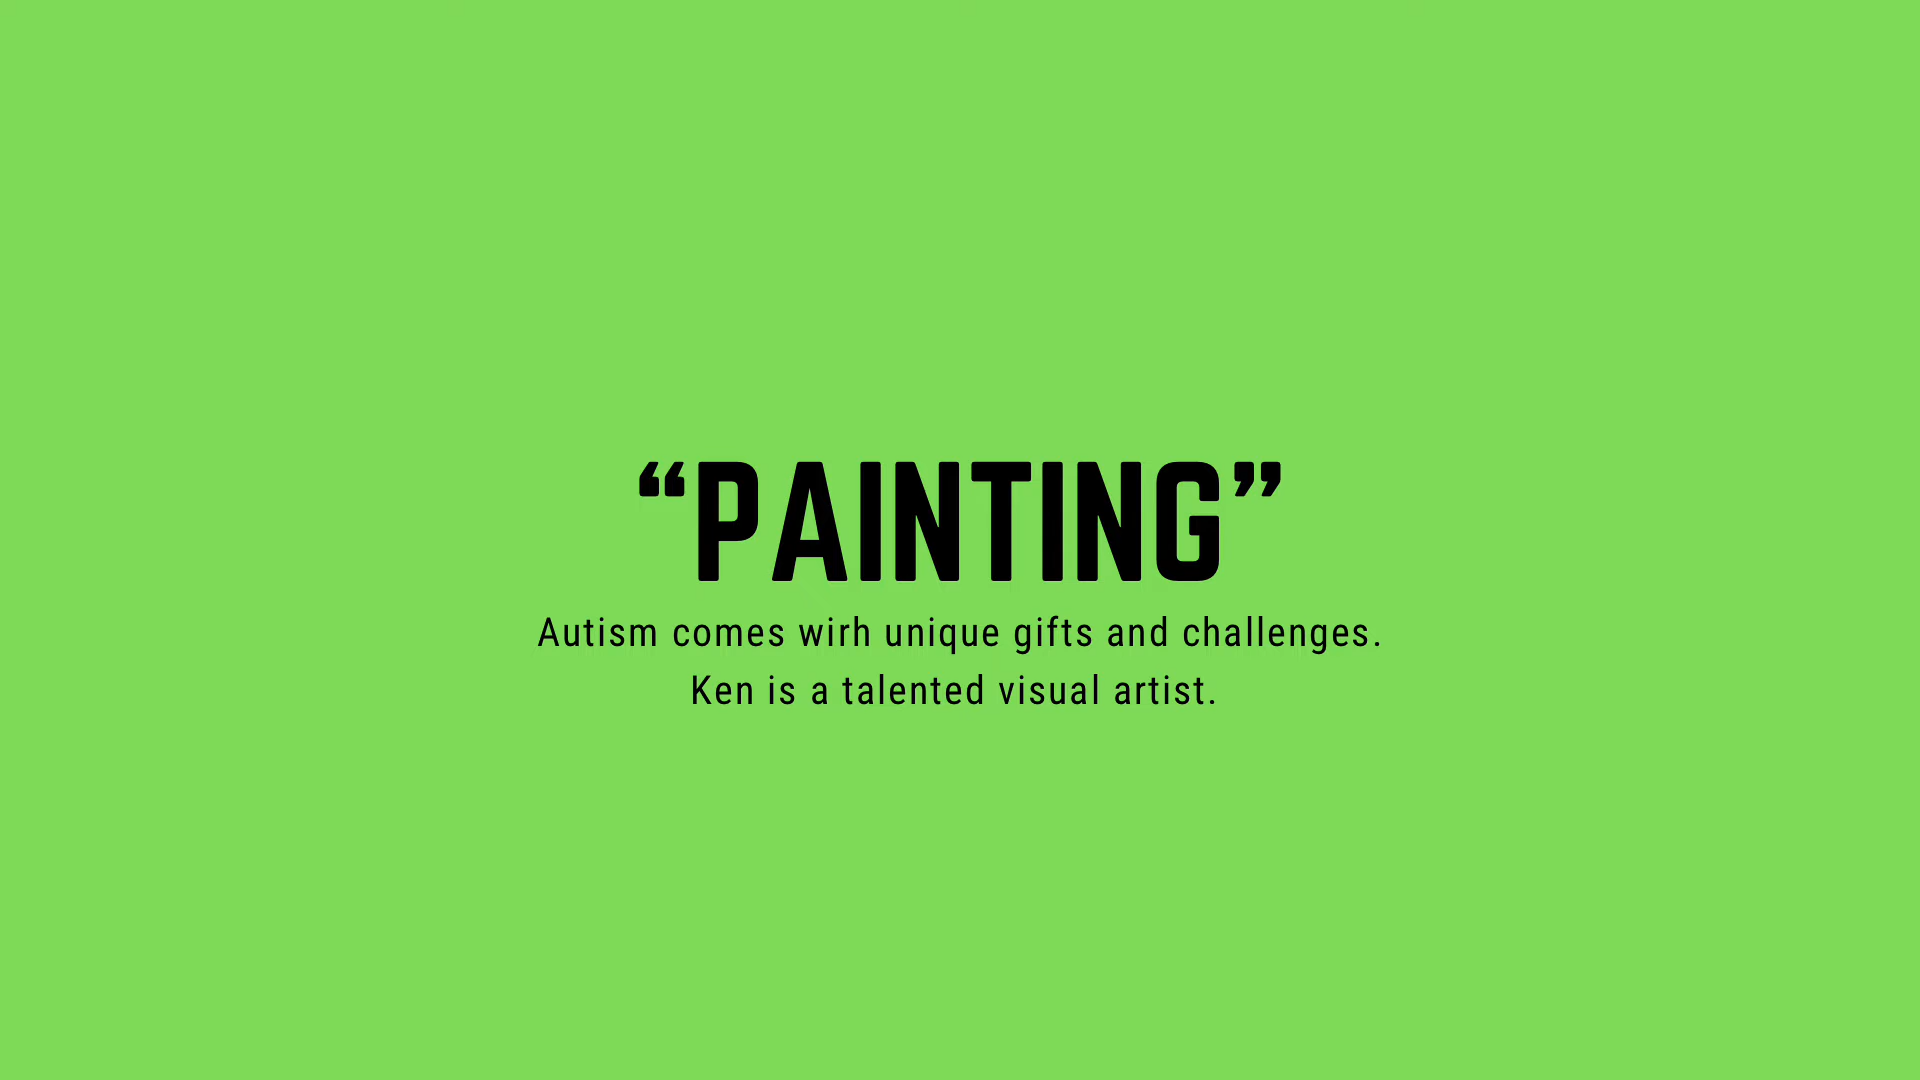 “PAINTING”
Autism comes wirh unique gifts and challenges.
Ken is a talented visual artist.